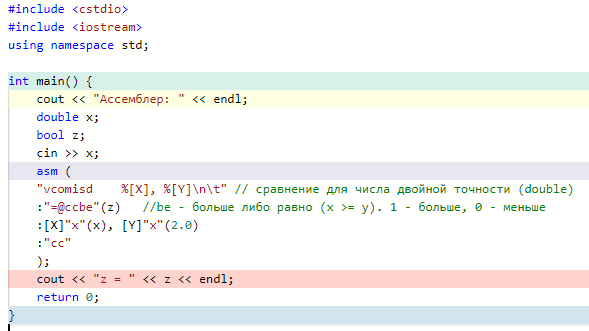 #include <cstdio>
#include <iostream>
using namespace std;
int main() {
cout << "Ассемблер: " << endl;
double x;
bool z;
cin >> x;
asm (
"vcomisd    %[X], %[Y]\n\t" // сравнение для числа двойной точности (double)
:"=@ccbe"(z)   //be - больше либо равно (x >= y). 1 - больше, 0 - меньше
:[X]"x"(x), [Y]"x"(2.0)
:"cc"
);
cout << "z = " << z << endl;
return 0;
}